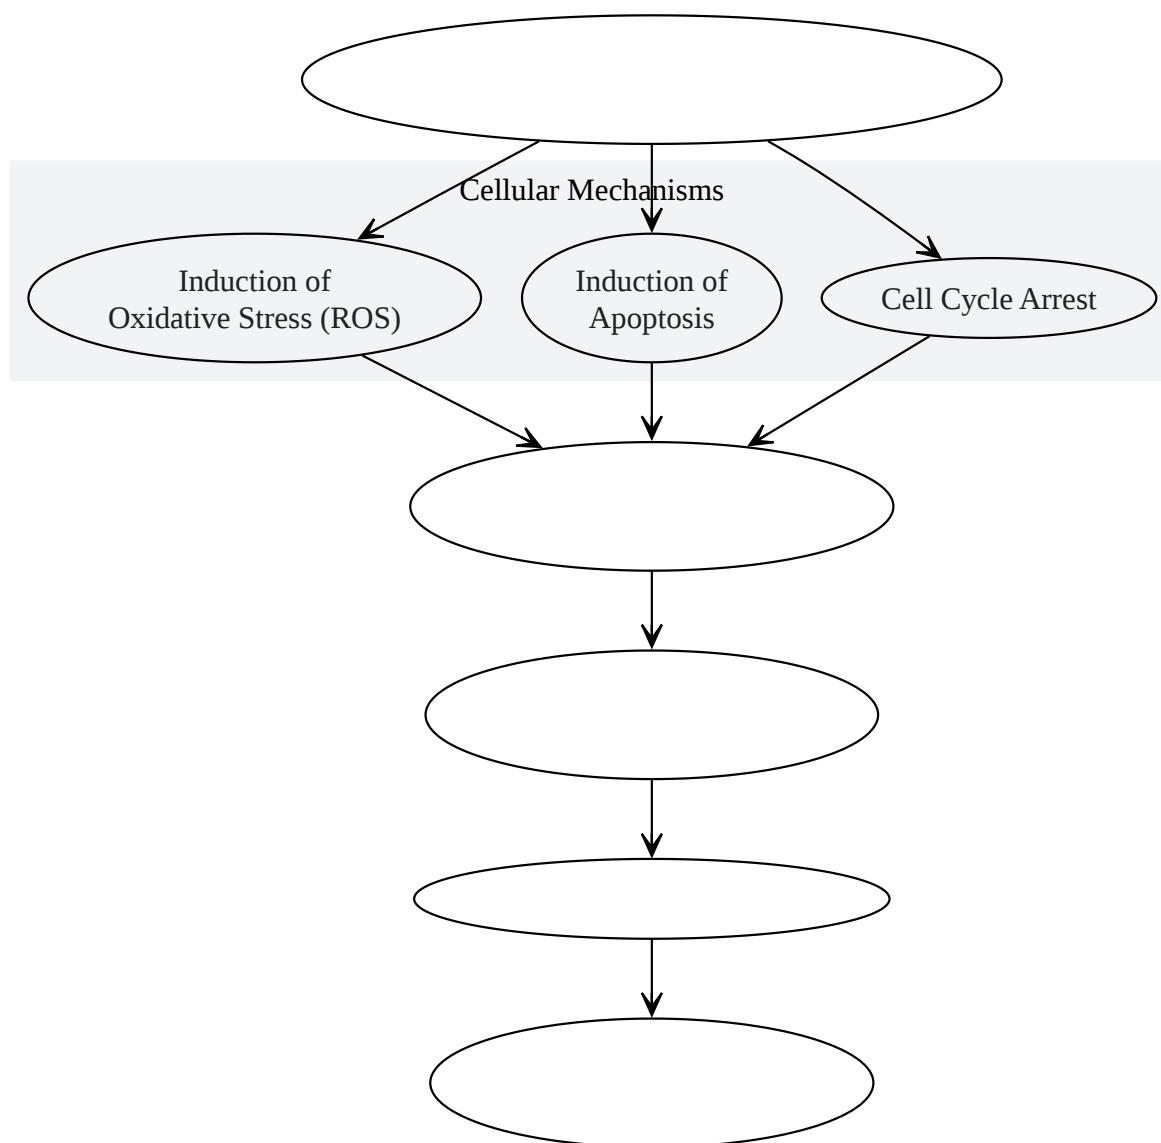 Cellular Mechanisms
Induction of
Oxidative Stress (ROS)
Induction of
Apoptosis
Cell Cycle Arrest